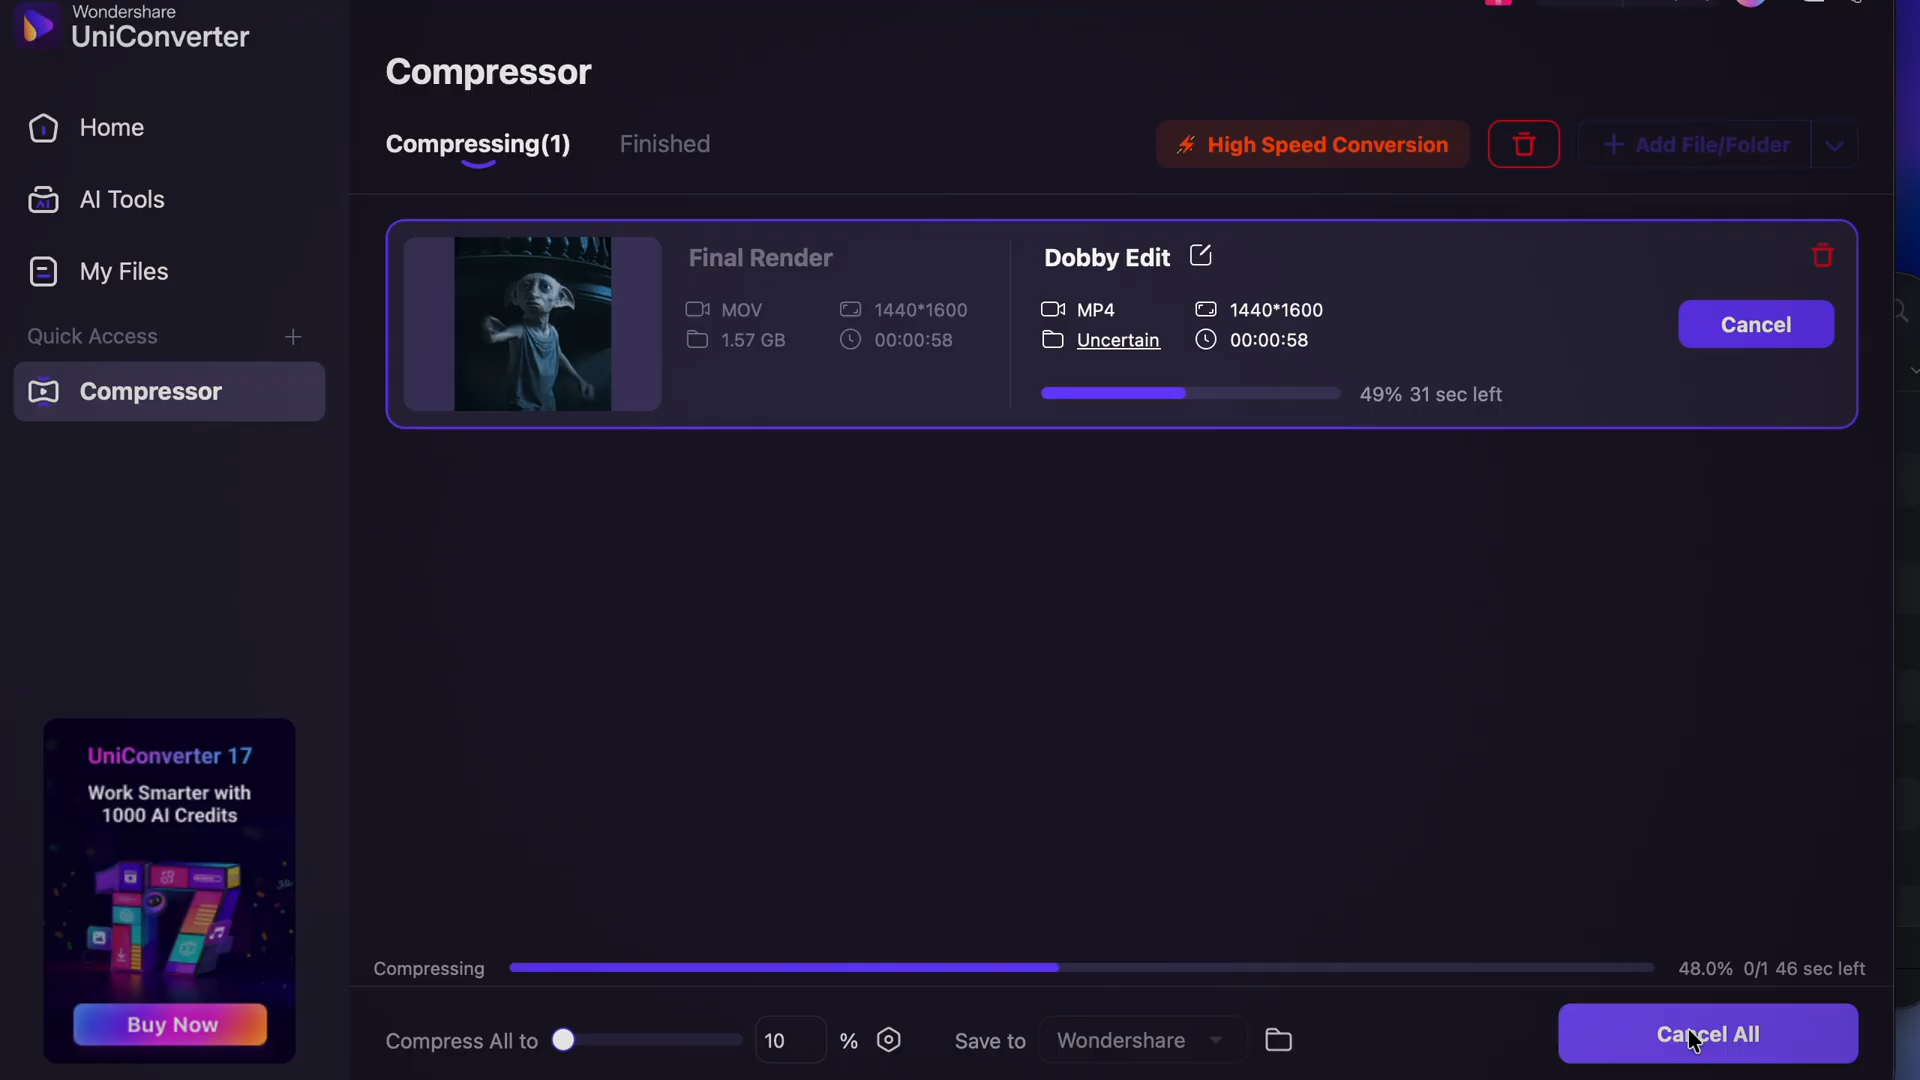 Wondershare
UniConverter
Home
AI Tools
My Files
Quick Access
Compressor
UniConverter 17
Work Smarter with
1000 AI Credits
Buy Now
Compressor
Compressing(1)
Finished
High Speed Conversion
Add File/Folder
Final Render
MOV
1440*1600
1.57 GB
00:00:58
Dobby Edit
MP4
1440*1600
Uncertain
00:00:58
49% 31 sec left
Cancel
Compressing
48.0% 0/1 46 sec left
Compress All to
10
%
Save to
Wondershare
Cancel All